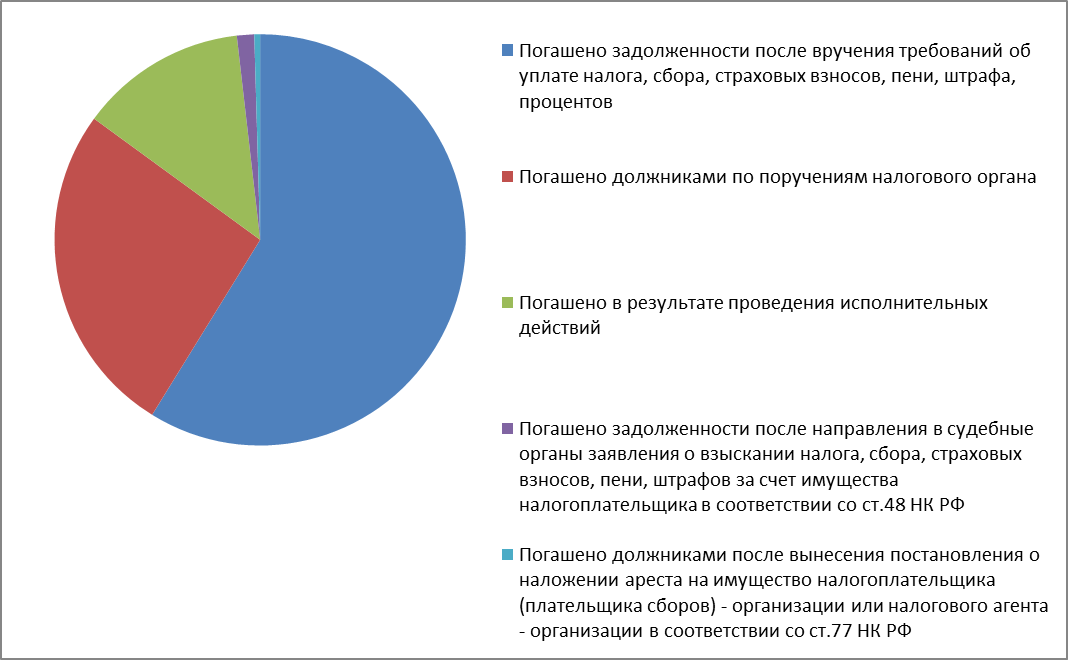 Погашено задолженности после вручения требований об
уплате налога, сбора, страховых взносов, пени, штрафа,
процентов
Погашено должниками по поручениям налогового органа
Погашено в результате проведения исполнительных
действий
Погашено задолженности после направления в судебные
органы заявления о взыскании налога, сбора, страховых
взносов, пени, штрафов за счет имущества
налогоплательщика в соответствии со ст.48 НК РФ
Погашено должниками после вынесения постановления о
наложении ареста на имущество налогоплательщика
(плательщика сборов) - организации или налогового агента
- организации в соответствии со ст.77 НК РФ